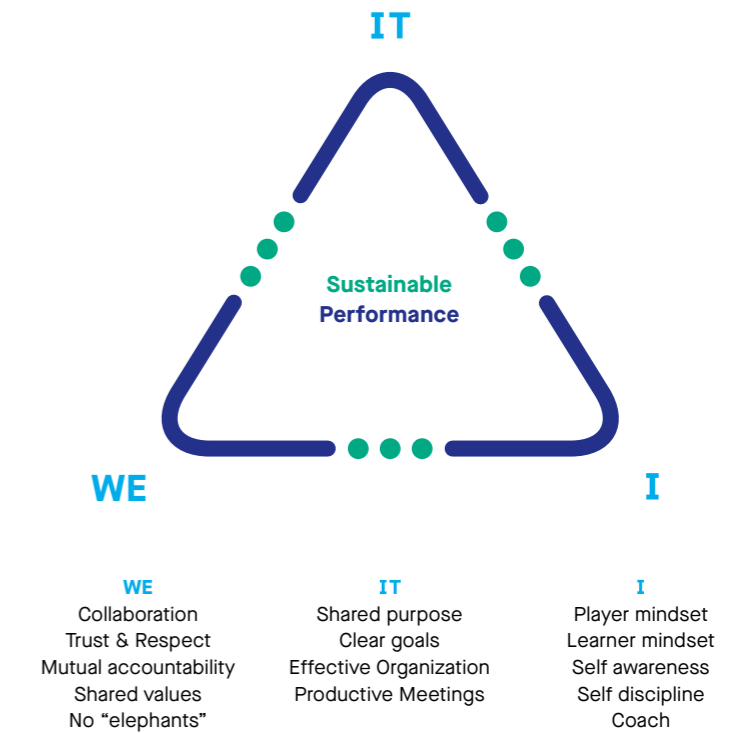 IT
Sustainable
Performance
WE
I
WE
Collaboration
Trust & Respect
Mutual accountability
Shared values
No “elephants”
IT
Shared purpose
Clear goals
Effective Organization
Productive Meetings
I
Player mindset
Learner mindset
Self awareness
Self discipline
Coach